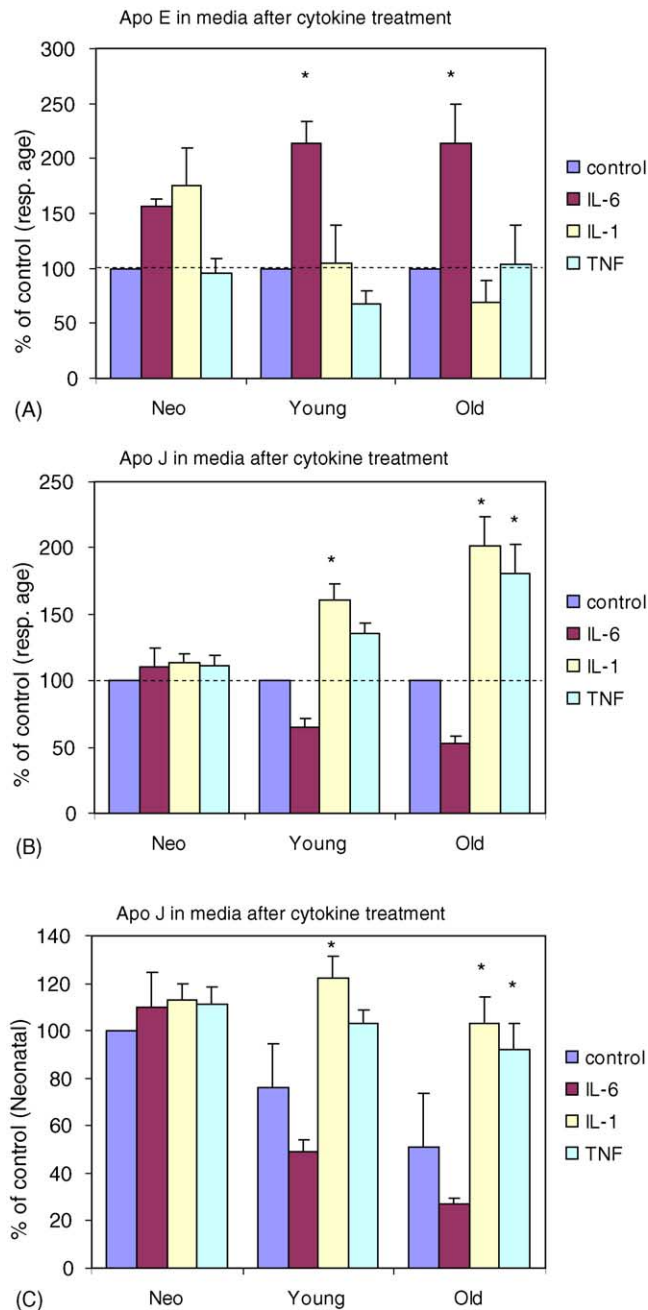 Apo E in media after cytokine treatment
300
250
200
150
100
50
0
% of control (resp. age)
* *
control
IL-6
IL-1
TNF
Neo Young Old
(A)
Apo J in media after cytokine treatment
250
200
150
100
50
0
% of control (resp. age)
* * *
control
IL-6
IL-1
TNF
Neo Young Old
(B)
Apo J in media after cytokine treatment
140
120
100
80
60
40
20
0
% of control (Neonatal)
* * *
control
IL-6
IL-1
TNF
Neo Young Old
(C)